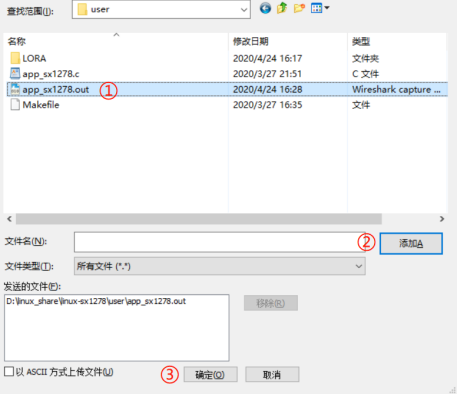 查找范围(I): user
名称 修改日期 类型
LORA 2020/4/24 16:17 文件夹
app_sx1278.c 2020/3/27 21:51 C 文件
app_sx1278.out ① 2020/4/24 16:28 Wireshark capture ...
Makefile 2020/3/27 16:35 文件
文件名(N): ② 添加A
文件类型(T): 所有文件 (*.*)
发送的文件(F):
D:\linux_share\linux-sx1278\user\app_sx1278.out 移除(R)
以 ASCII 方式上传文件(U) ③ 确定(O) 取消